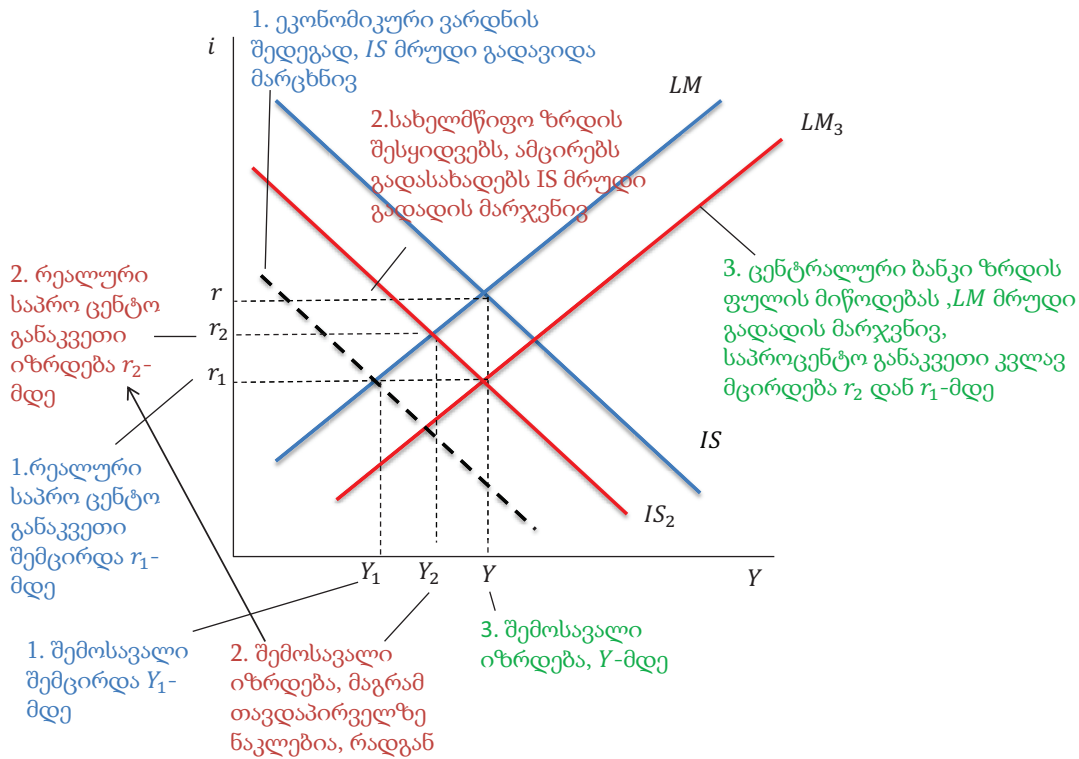 1. ეკონომიკური ვარდნის
შედეგად, IS მრუდი გადავიდა
მარცხნივ
i
LM
LM₃
2.სახელმწიფო ზრდის
შესყიდვებს, ამცირებს
გადასახადებს IS მრუდი
გადადის მარჯვნივ
2. რეალური
საპრო ცენტო
განაკვეთი
იზრდება r₂-
მდე
r
r₂
r₁
3. ცენტრალური ბანკი ზრდის
ფულის მიწოდებას ,LM მრუდი
გადადის მარჯვნივ,
საპროცენტო განაკვეთი კვლავ
მცირდება r₂ დან r₁-მდე
1.რეალური
საპრო ცენტო
განაკვეთი
შემცირდა r₁-
მდე
IS
IS₂
Y₁
Y₂
Y
Y
1. შემოსავალი
შემცირდა Y₁-
მდე
2. შემოსავალი
იზრდება, მაგრამ
თავდაპირველზე
ნაკლებია, რადგან
3. შემოსავალი
იზრდება, Y-მდე